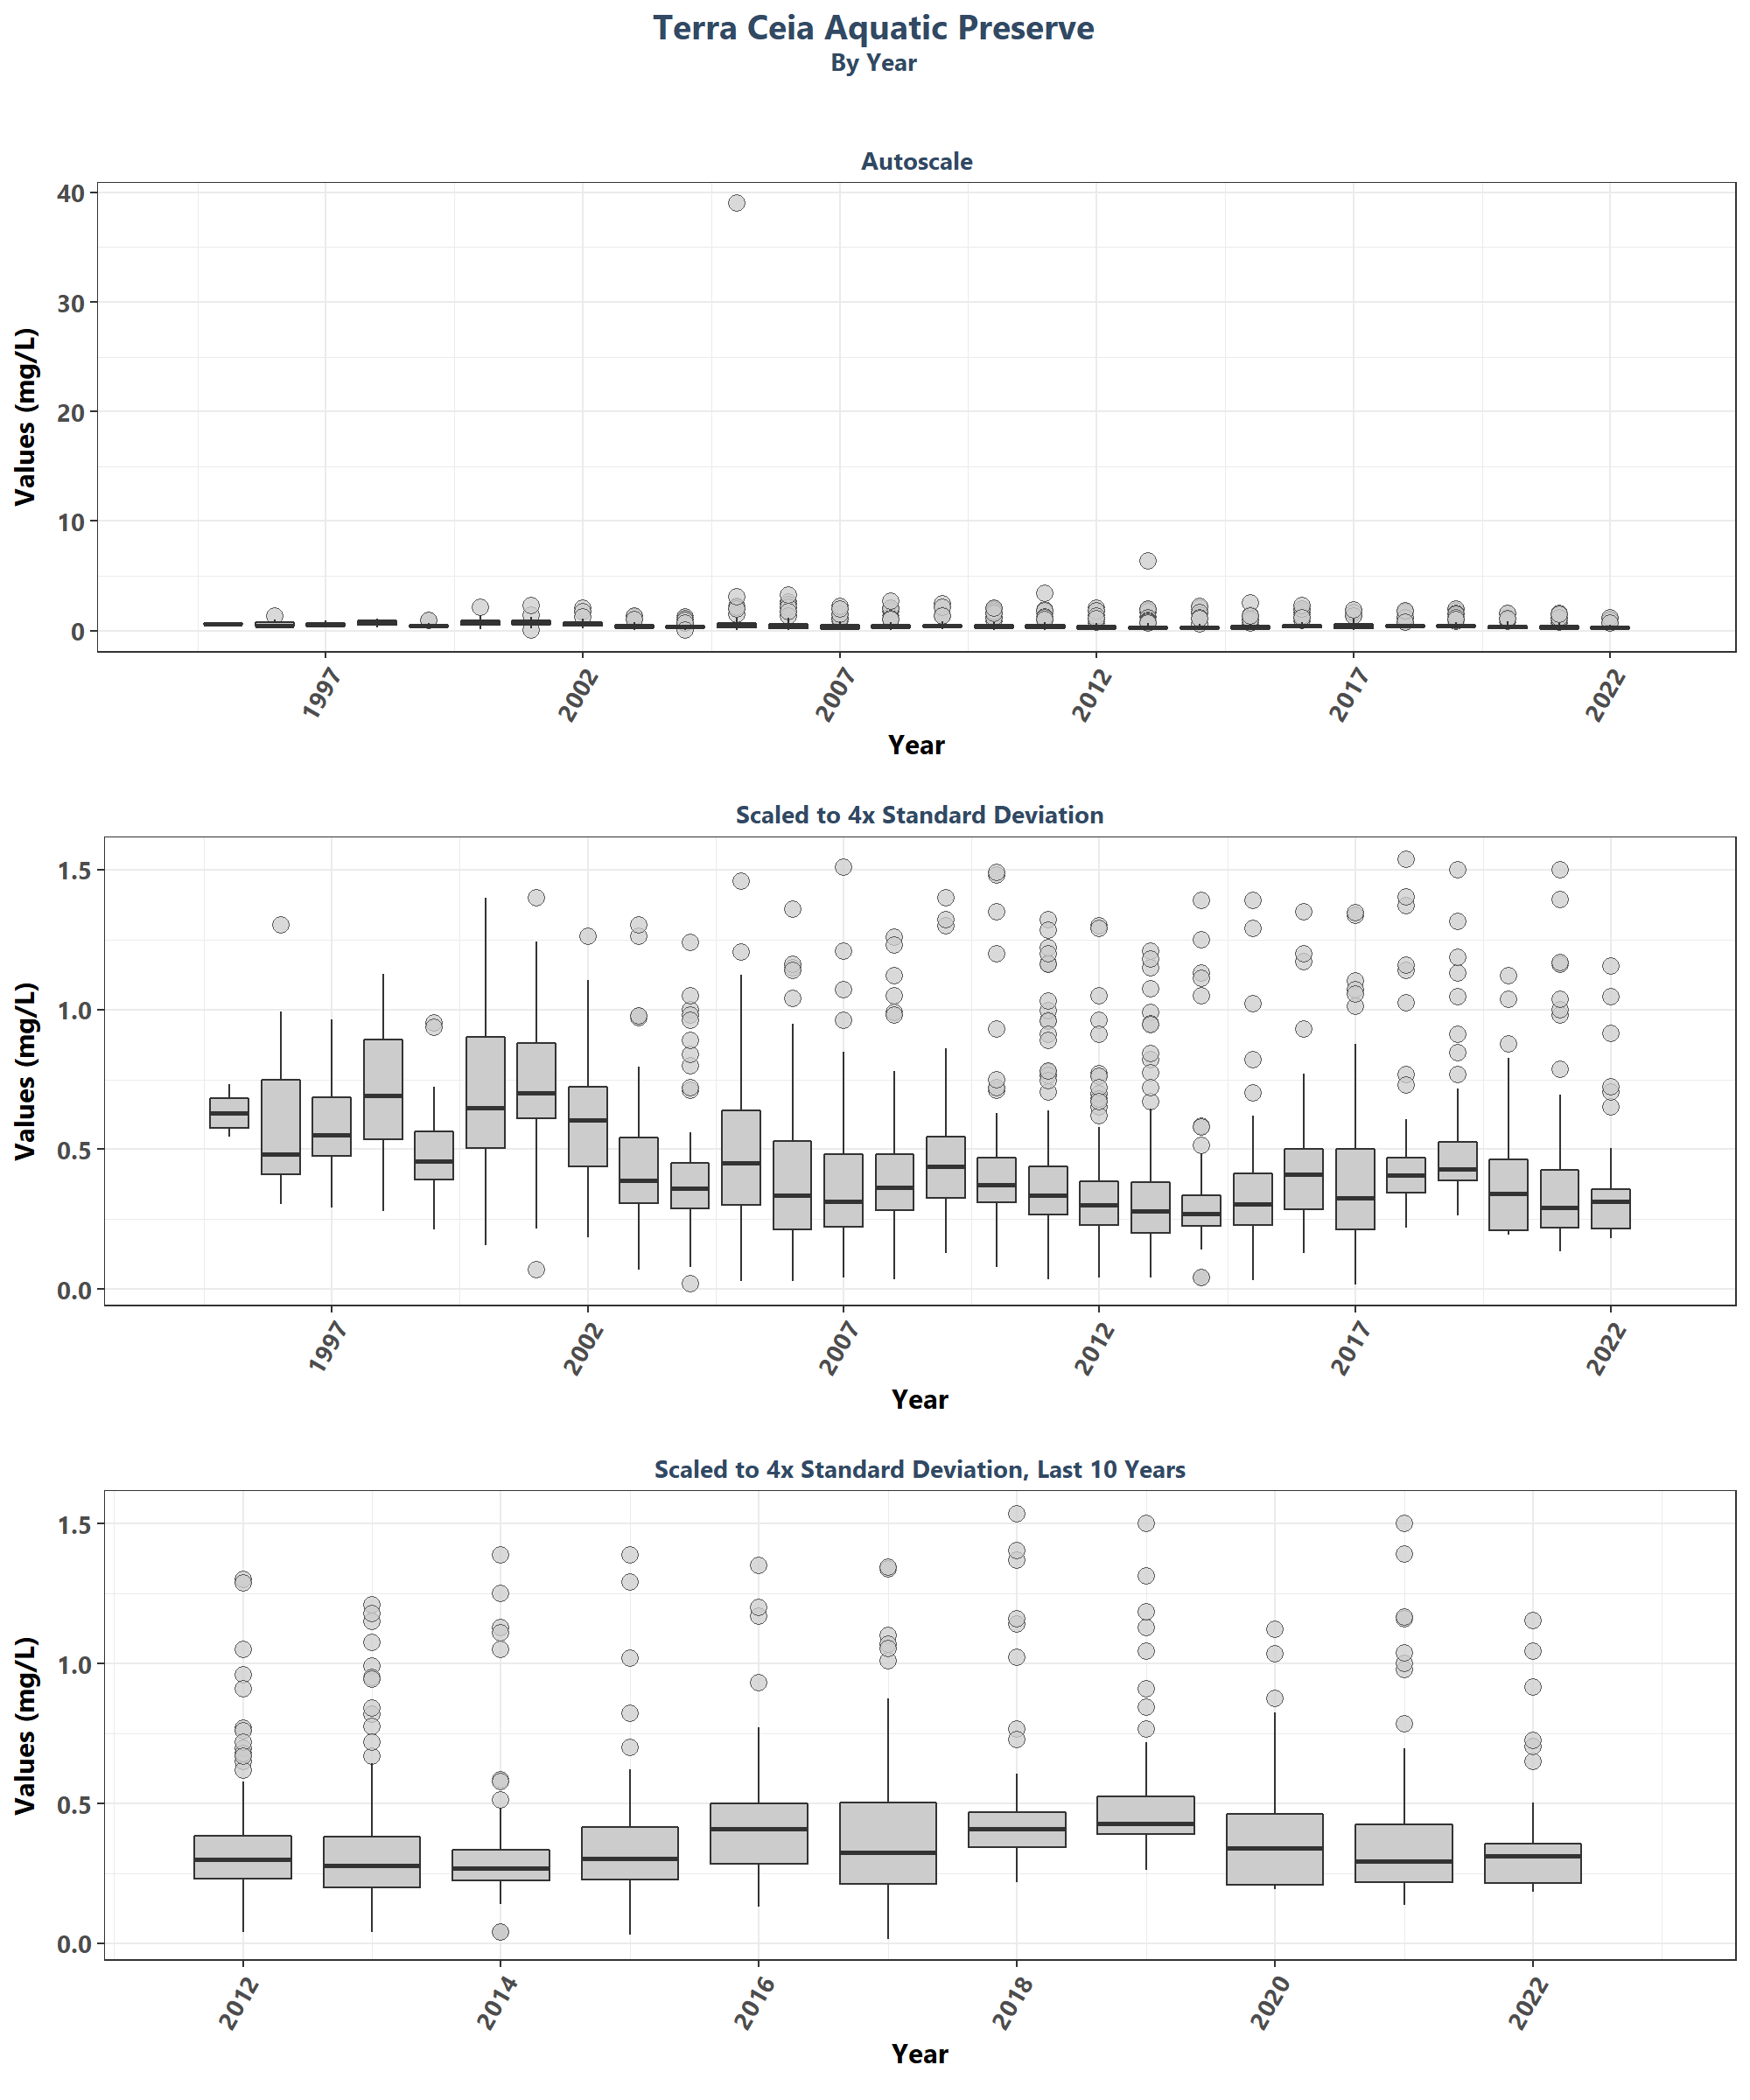 Terra Ceia Aquatic Preserve
By Year
Autoscale
Values (mg/L)
40
30
20
10
0
1997 2002 2007 2012 2017 2022
Year
Scaled to 4x Standard Deviation
Values (mg/L)
1.5
1.0
0.5
0.0
1997 2002 2007 2012 2017 2022
Year
Scaled to 4x Standard Deviation, Last 10 Years
Values (mg/L)
1.5
1.0
0.5
0.0
2012 2014 2016 2018 2020 2022
Year